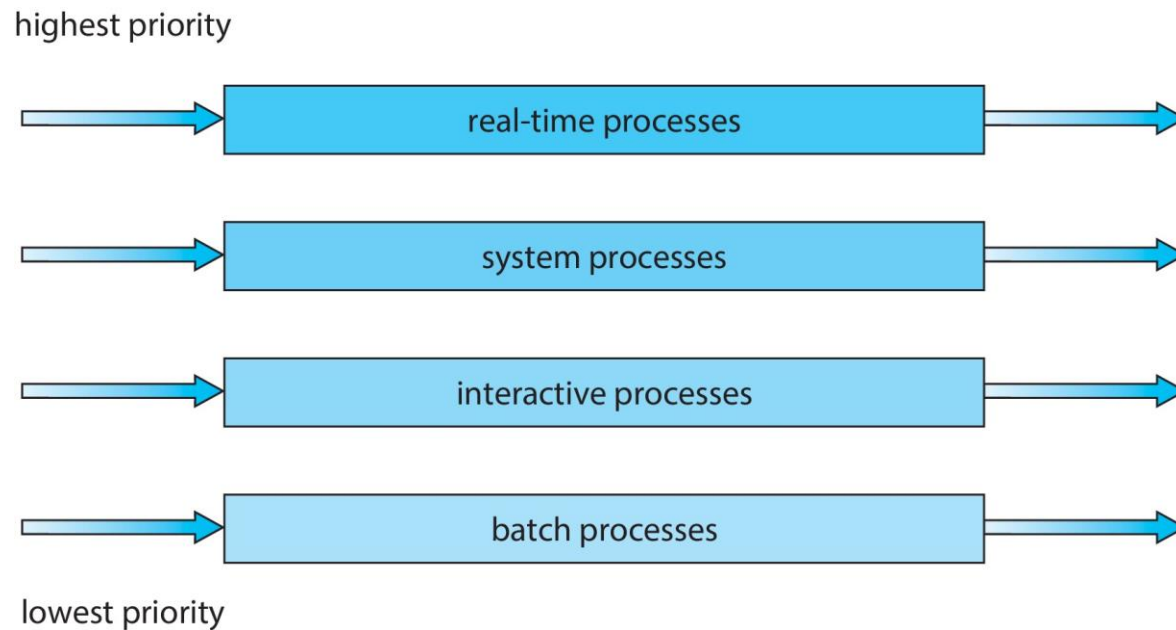 highest priority
real-time processes
system processes
interactive processes
batch processes
lowest priority